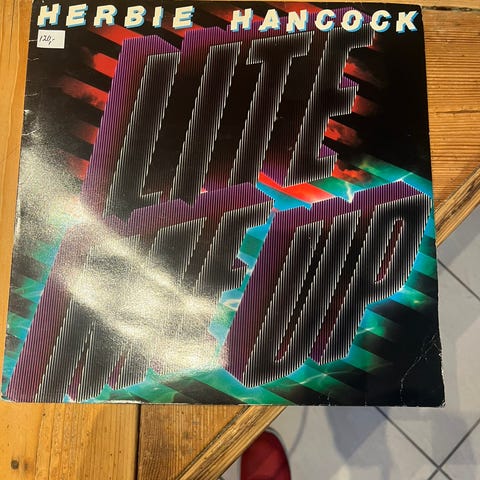 HERBIE HANCOCK
120,-
LITE
ME UP